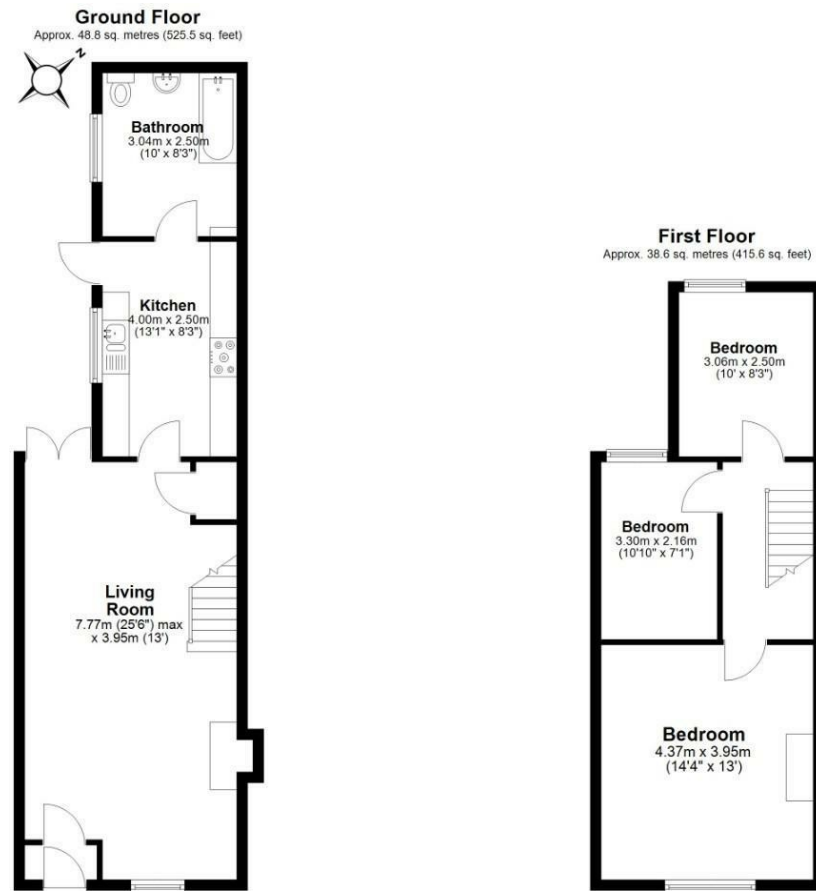 Ground Floor
Approx. 48.8 sq. metres (525.5 sq. feet)
N
Bathroom
3.04m x 2.50m
(10' x 8'3")
Kitchen
4.00m x 2.50m
(13'1" x 8'3")
Living
Room
7.77m (25'6") max
x 3.95m (13')
First Floor
Approx. 38.6 sq. metres (415.6 sq. feet)
Bedroom
3.06m x 2.50m
(10' x 8'3")
Bedroom
3.30m x 2.16m
(10'10" x 7'1")
Bedroom
4.37m x 3.95m
(14'4" x 13')